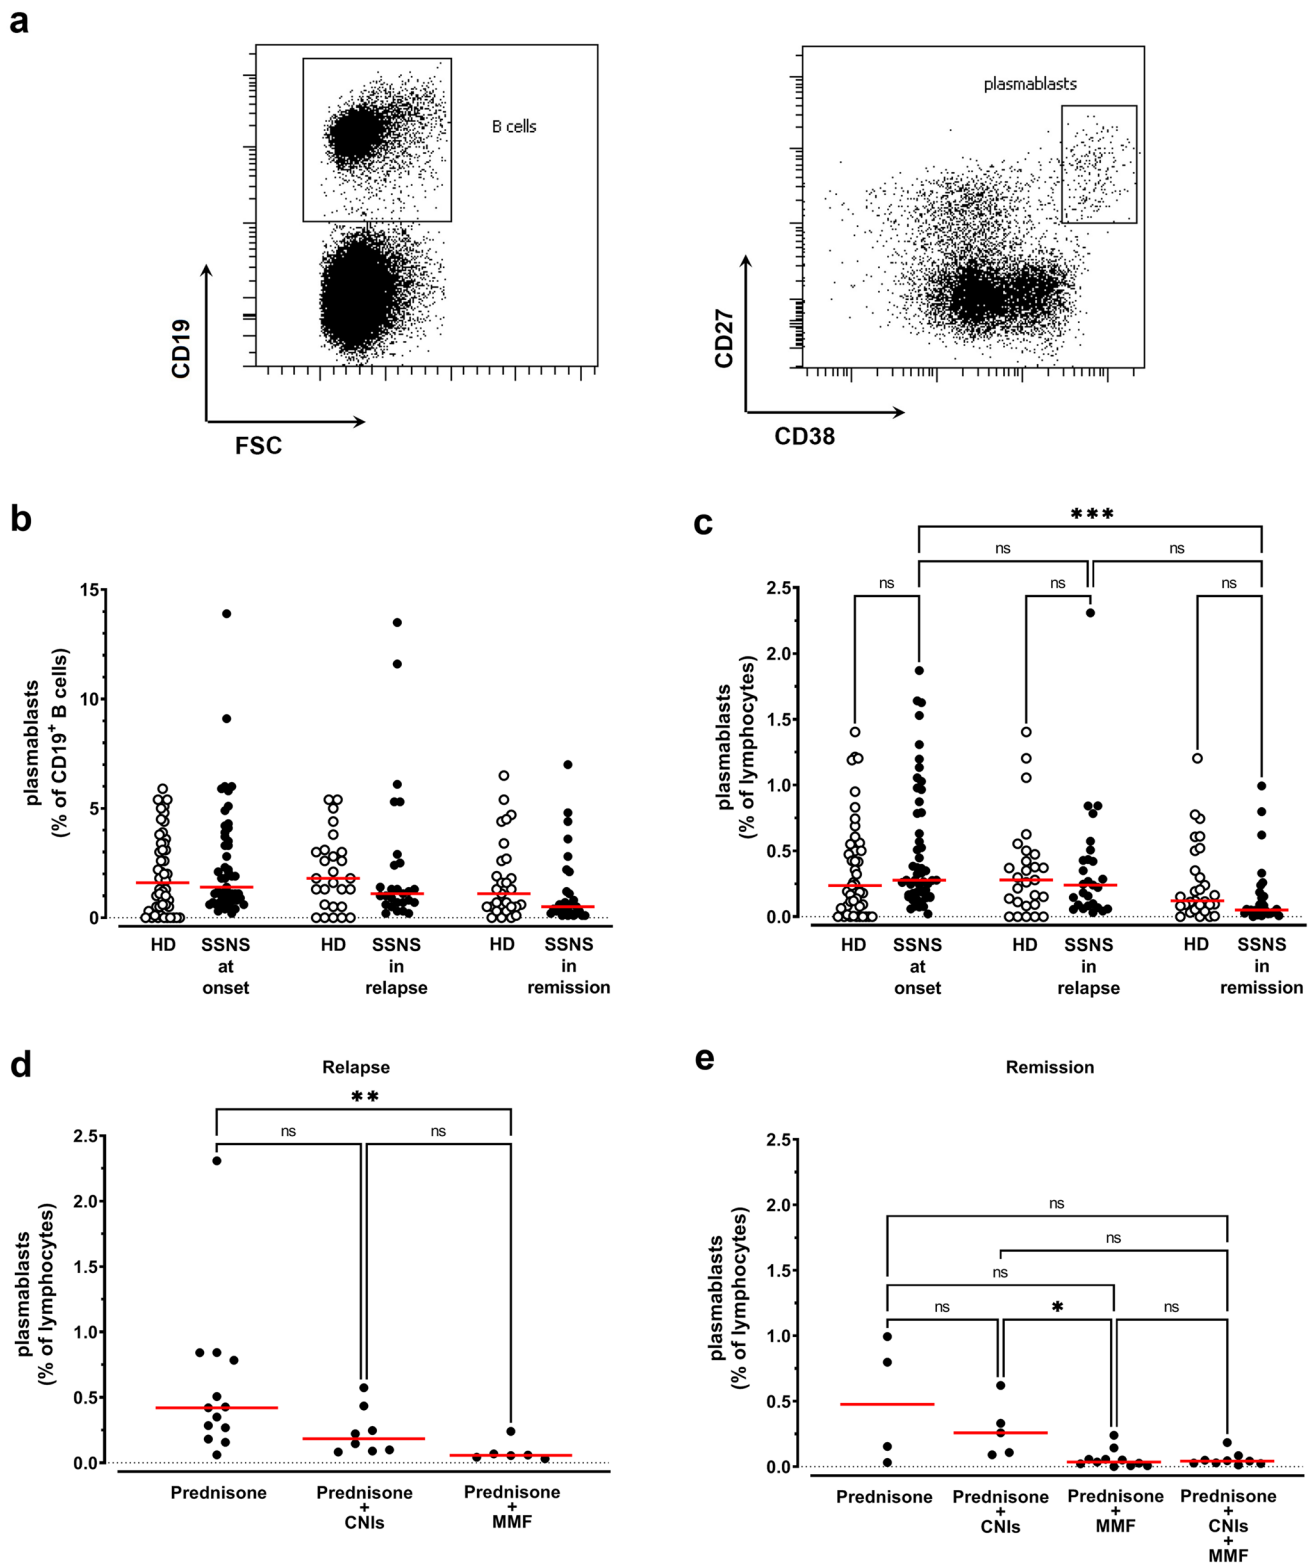 a
B cells
CD19
FSC
plasmablasts
CD27
CD38
b
plasmablasts
(% of CD19+ B cells)
15
10
5
0
HD
SSNS
at
onset
HD
SSNS
in
relapse
HD
SSNS
in
remission
c
***
ns
ns
ns
ns
ns
plasmablasts
(% of lymphocytes)
2.5
2.0
1.5
1.0
0.5
0.0
HD
SSNS
at
onset
HD
SSNS
in
relapse
HD
SSNS
in
remission
d
Relapse
**
ns
ns
plasmablasts
(% of lymphocytes)
2.5
2.0
1.5
1.0
0.5
0.0
Prednisone
Prednisone
+
CNIs
Prednisone
+
MMF
e
Remission
ns
ns
ns
ns
*
ns
plasmablasts
(% of lymphocytes)
2.5
2.0
1.5
1.0
0.5
0.0
Prednisone
Prednisone
+
CNIs
Prednisone
+
MMF
Prednisone
+
CNIs
+
MMF